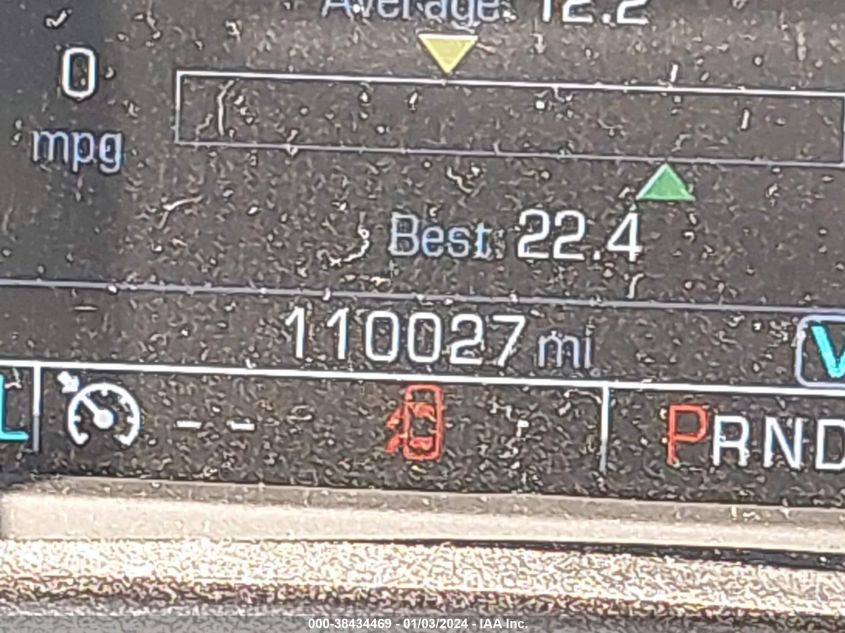 Average: 12.2
0
mpg
Best: 22.4
110027 mi
V
L
-- PRND
000-38434469 - 01/03/2024 - IAA Inc.